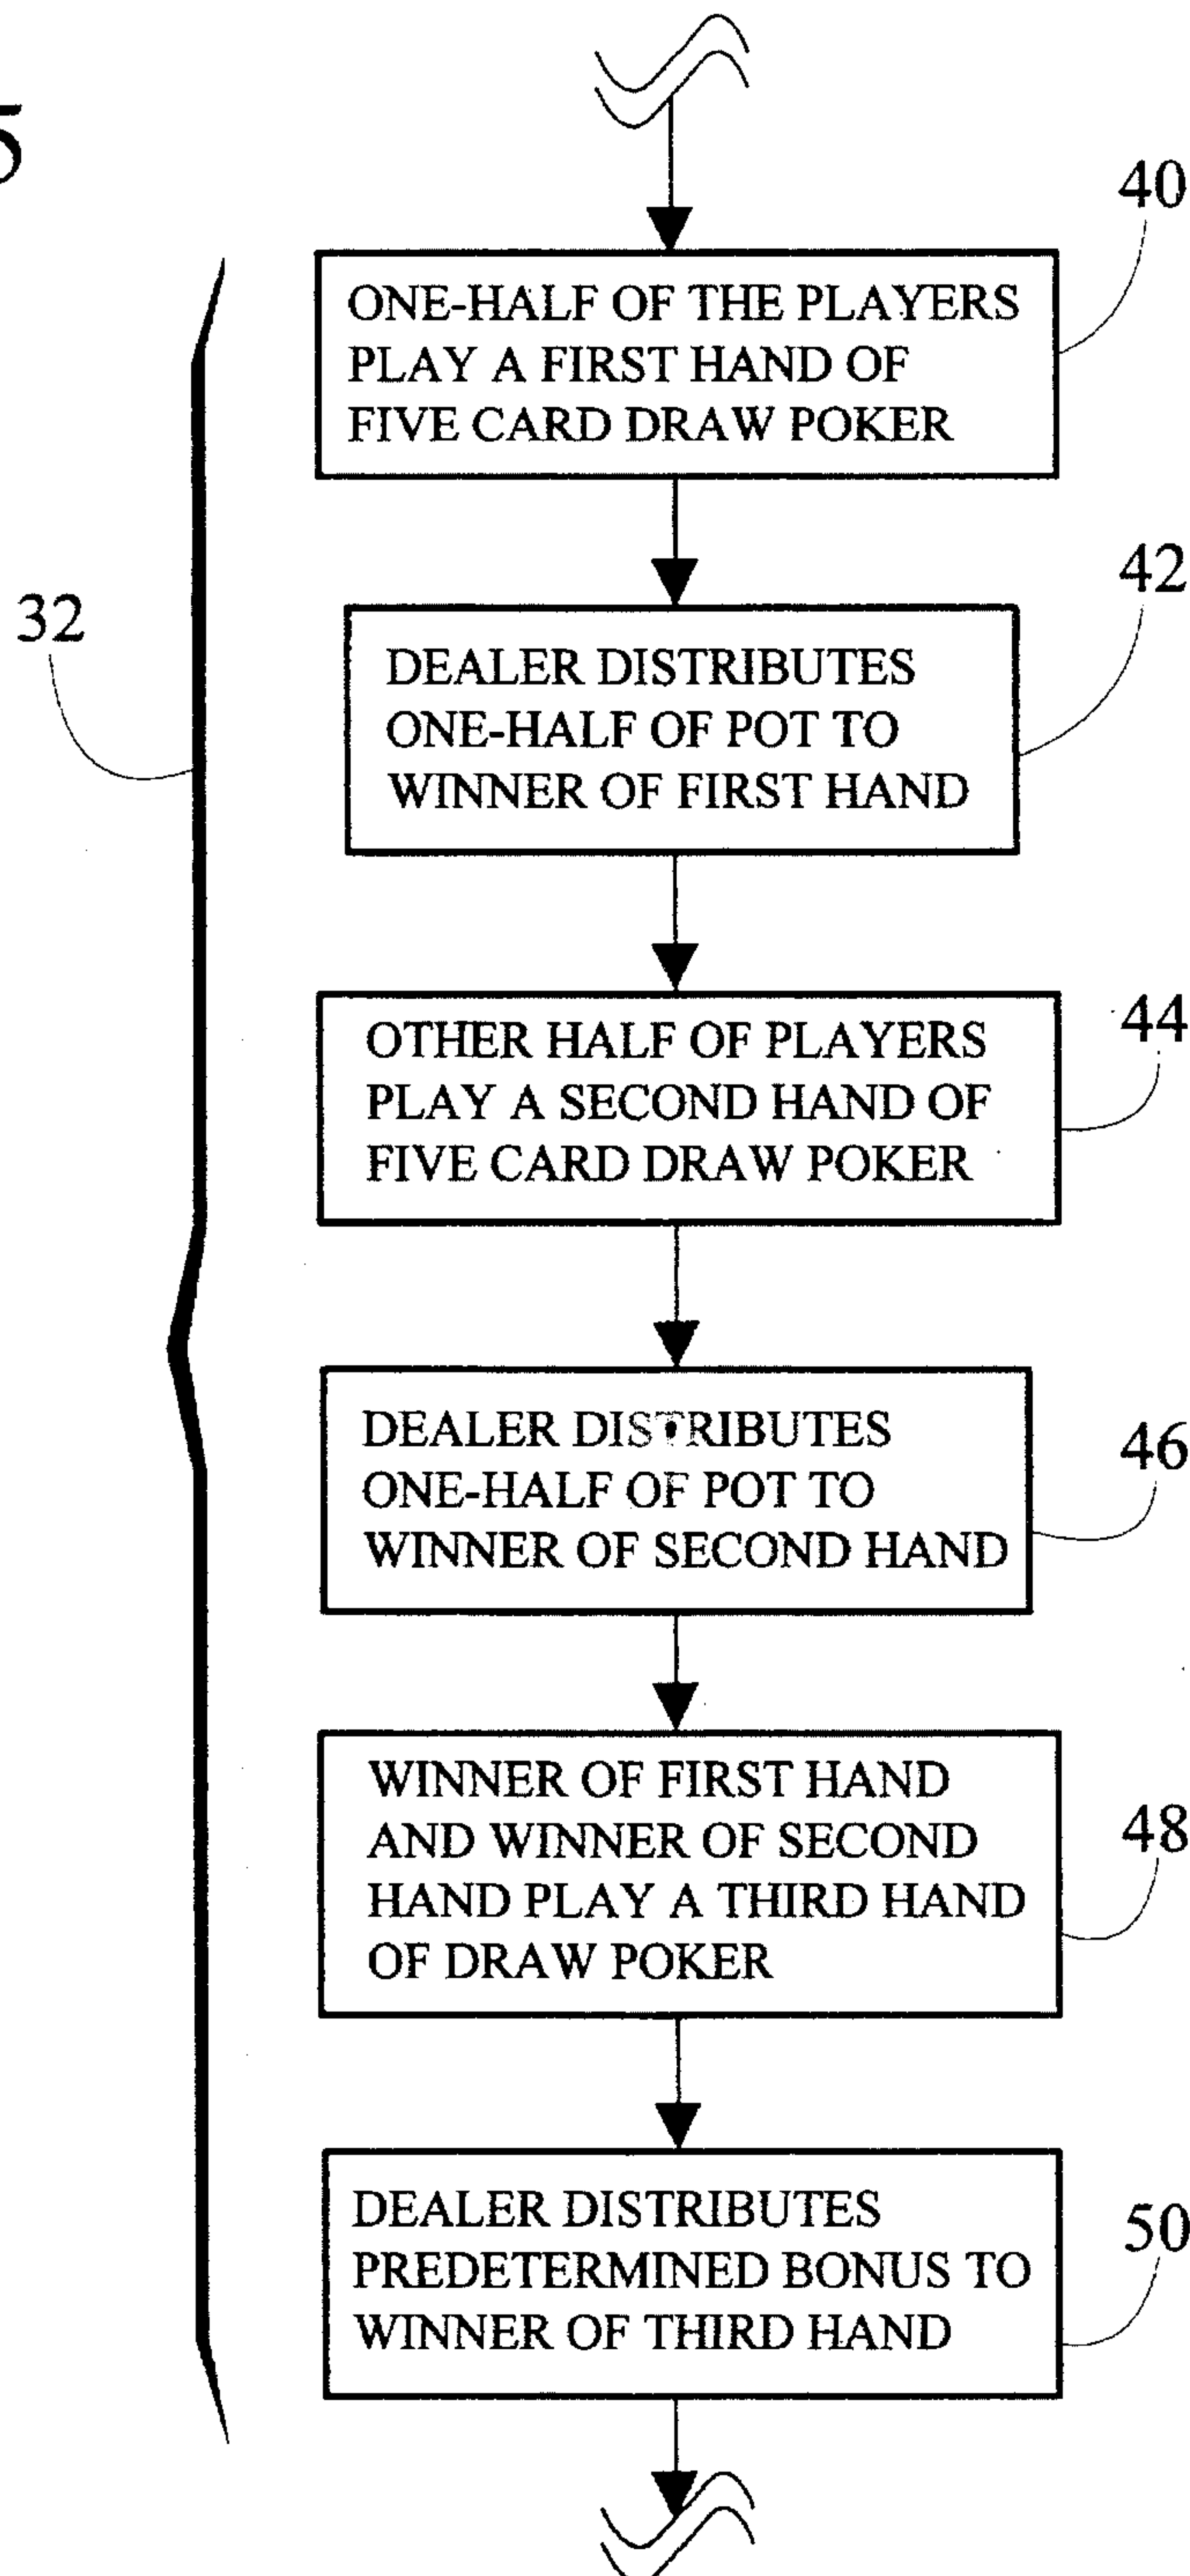 5
40
ONE-HALF OF THE PLAYERS
PLAY A FIRST HAND OF
FIVE CARD DRAW POKER
42
32
DEALER DISTRIBUTES
ONE-HALF OF POT TO
WINNER OF FIRST HAND
44
OTHER HALF OF PLAYERS
PLAY A SECOND HAND OF
FIVE CARD DRAW POKER
46
DEALER DISTRIBUTES
ONE-HALF OF POT TO
WINNER OF SECOND HAND
48
WINNER OF FIRST HAND
AND WINNER OF SECOND
HAND PLAY A THIRD HAND
OF DRAW POKER
50
DEALER DISTRIBUTES
PREDETERMINED BONUS TO
WINNER OF THIRD HAND